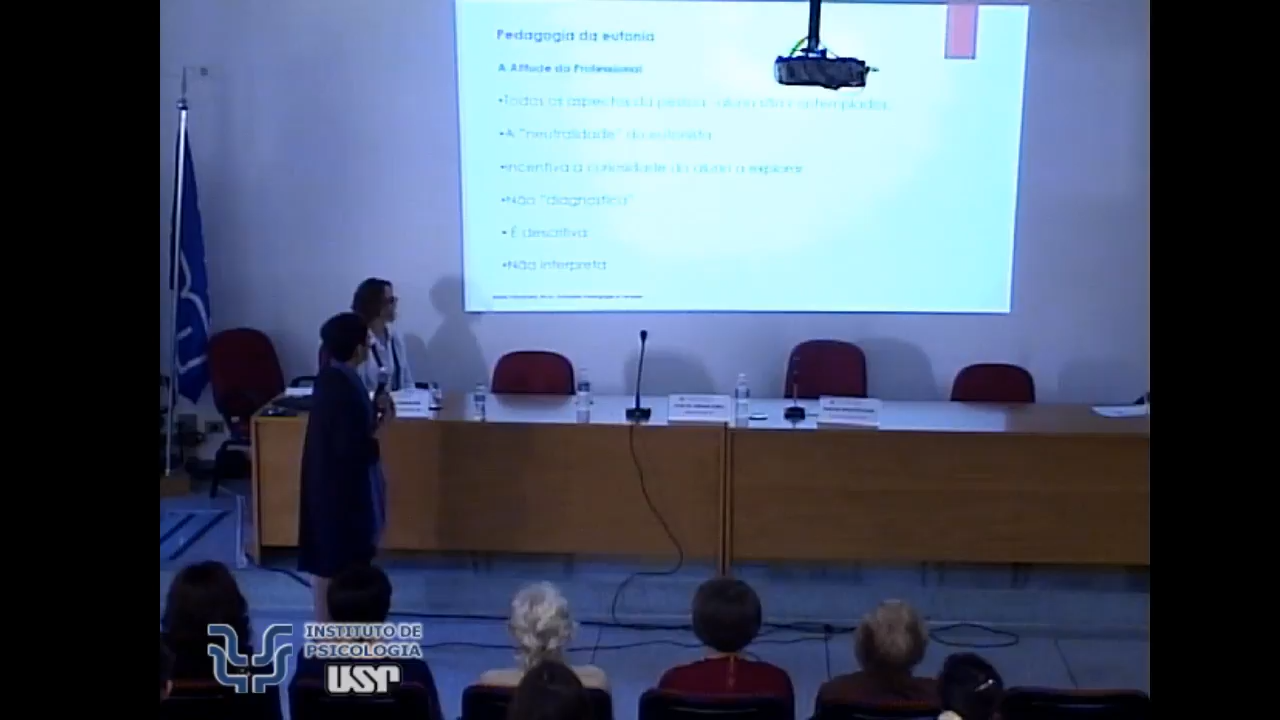 Pedagogia da eutonia
A Atitude do Profissional
•Todos os aspectos da pessoa - aluno são contemplados
•A "neutralidade" do eutonista
•Incentiva a curiosidade do aluno a explorar
•Não "diagnostica"
• É descritiva
•Não interpreta
INSTITUTO DE
PSICOLOGIA
USP